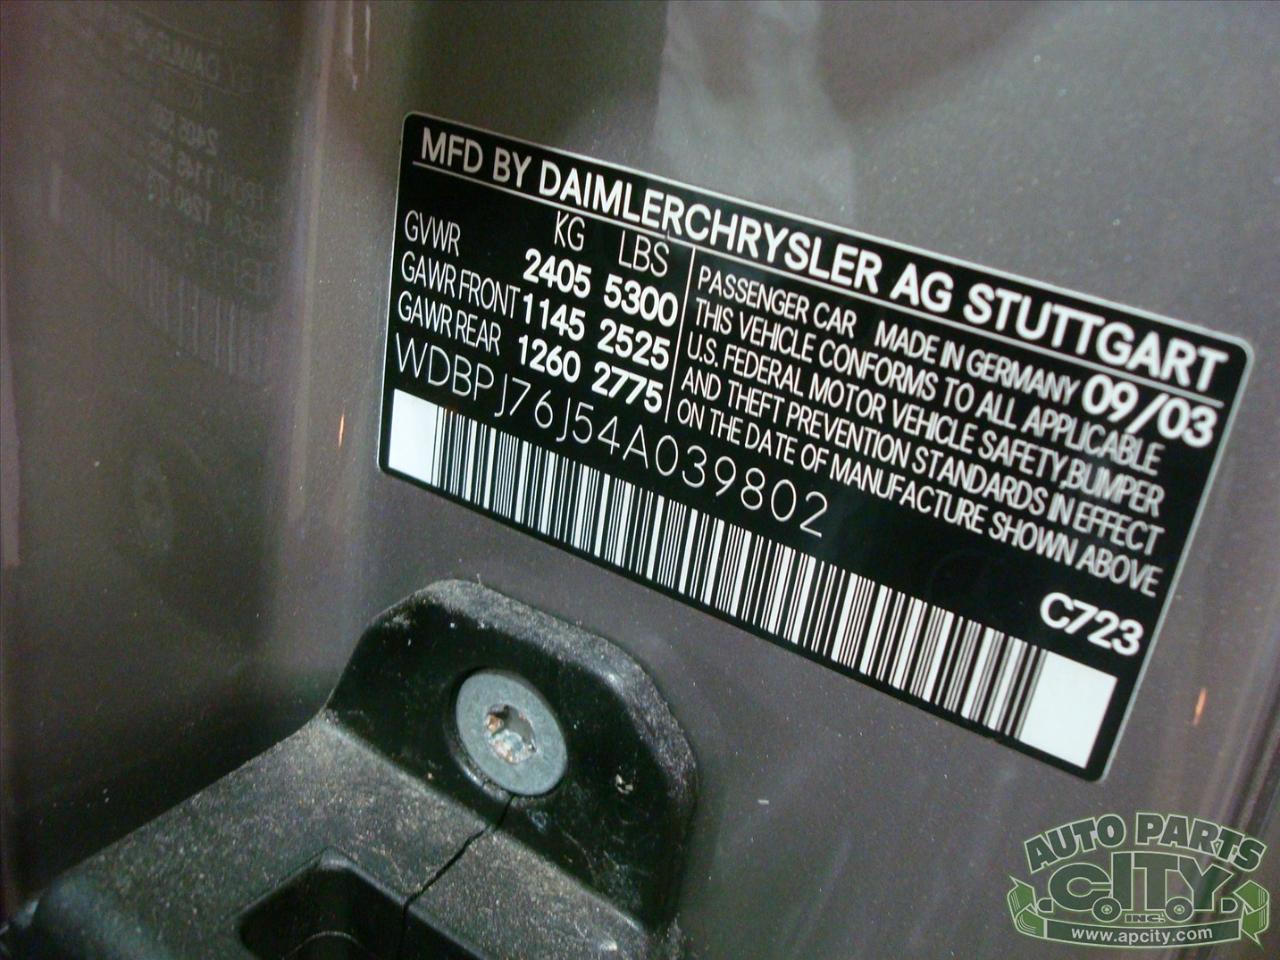 MFD BY DAIMLERCHRYSLER AG STUTTGART
KG LBS
GVWR 2405 5300
GAWR FRONT 1145 2525
GAWR REAR 1260 2775
PASSENGER CAR MADE IN GERMANY 09/03
THIS VEHICLE CONFORMS TO ALL APPLICABLE
U.S. FEDERAL MOTOR VEHICLE SAFETY, BUMPER
AND THEFT PREVENTION STANDARDS IN EFFECT
ON THE DATE OF MANUFACTURE SHOWN ABOVE
WDBPJ76J54A039802
C723
AUTO PARTS
C.I.T.Y.
INC.
www.apcity.com